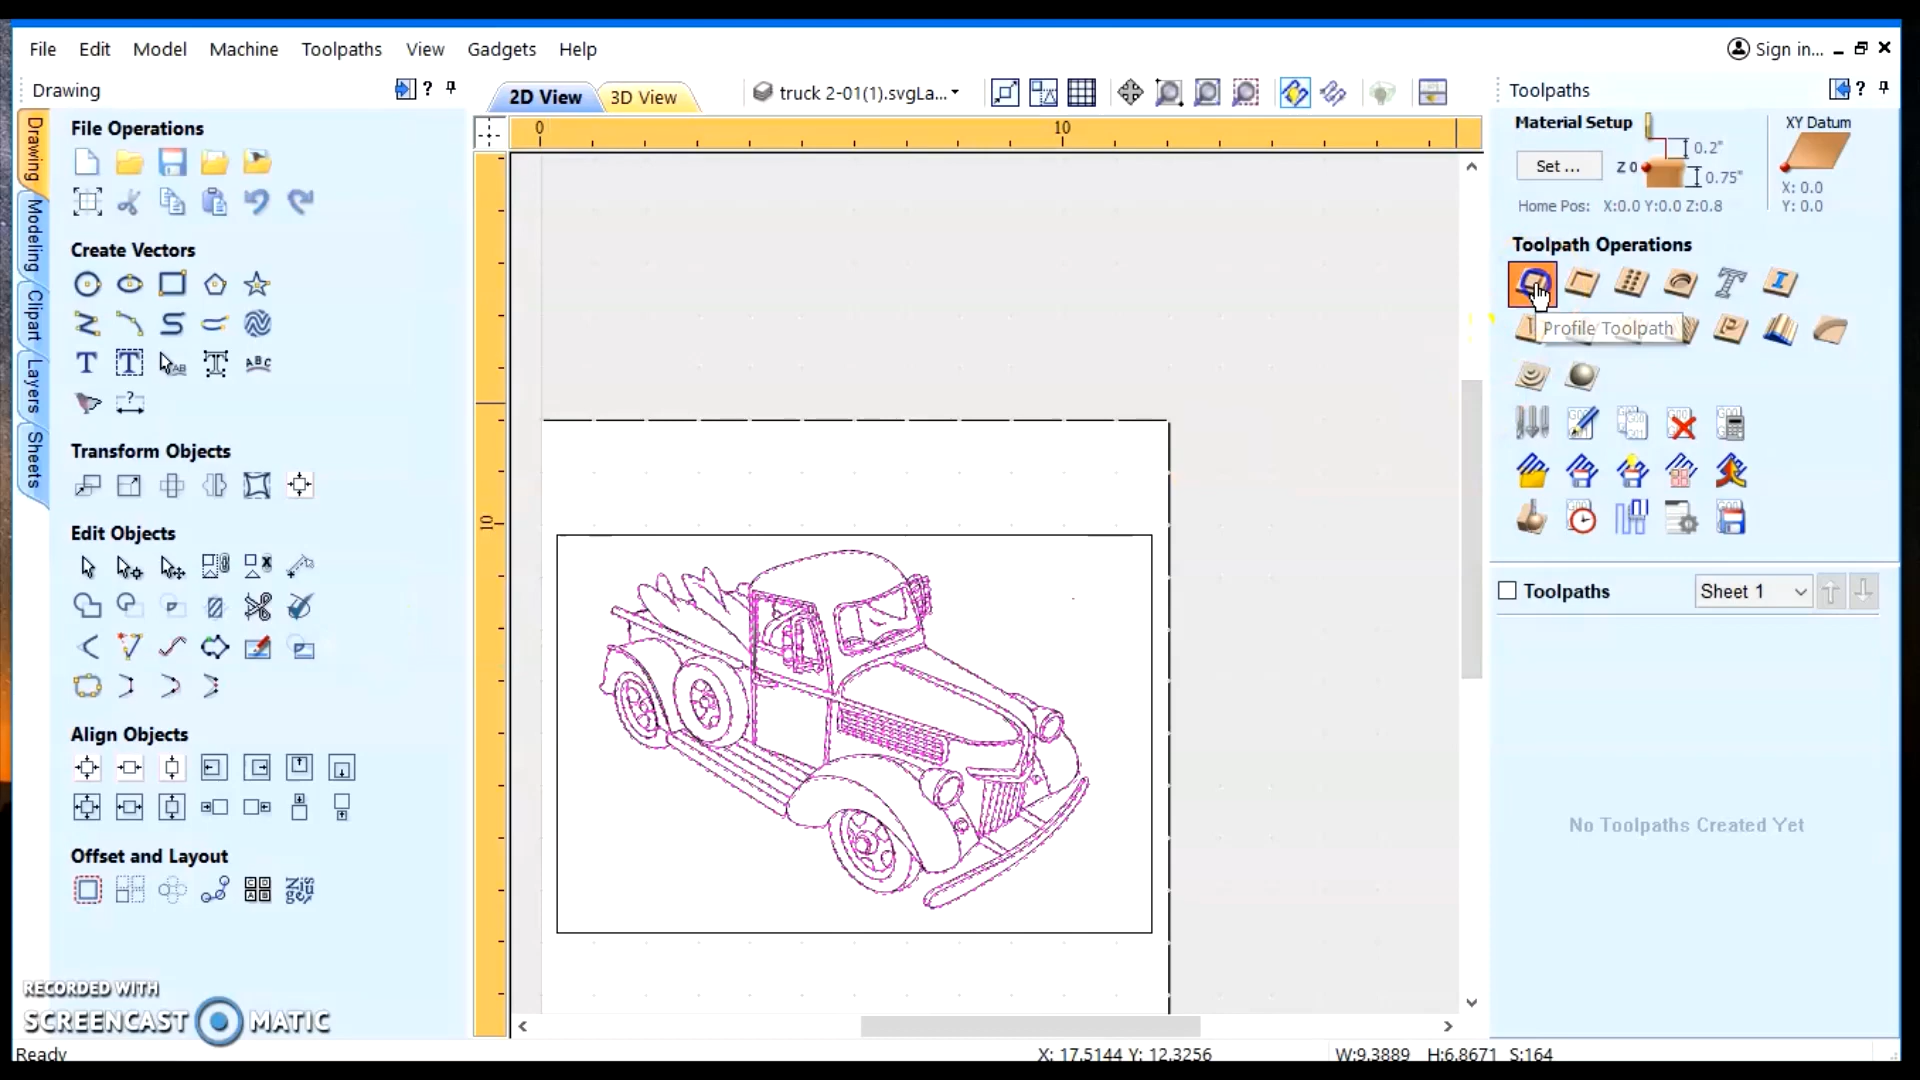 File Edit Model Machine Toolpaths View Gadgets Help
Sign in...
Drawing
2D View
3D View
truck 2-01(1).svgLa...
Toolpaths
Drawing
Modeling
Clipart
Layers
Sheets
File Operations
Create Vectors
Transform Objects
Edit Objects
Align Objects
Offset and Layout
0
10
10
Material Setup
Set ...
Z 0
0.2"
0.75"
XY Datum
X: 0.0
Y: 0.0
Home Pos: X:0.0 Y:0.0 Z:0.8
Toolpath Operations
Profile Toolpath
Toolpaths
Sheet 1
No Toolpaths Created Yet
RECORDED WITH
SCREENCAST MATIC
Ready
X: 17.5144 Y: 12.3256
W:9.3889 H:6.8671 S:164